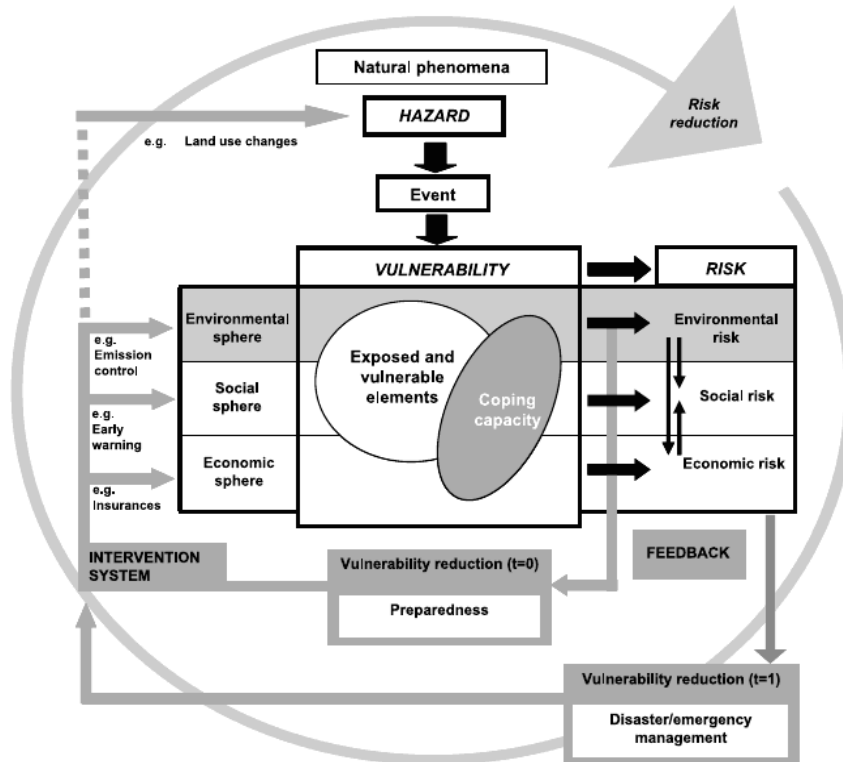 Natural phenomena
Risk
reduction
HAZARD
e.g. Land use changes
Event
VULNERABILITY
RISK
Environmental
sphere
Environmental
risk
e.g.
Emission
control
Exposed and
vulnerable
elements
Social
sphere
Coping
capacity
Social risk
e.g.
Early
warning
Economic
sphere
Economic risk
e.g.
Insurances
INTERVENTION
SYSTEM
Vulnerability reduction (t=0)
FEEDBACK
Preparedness
Vulnerability reduction (t=1)
Disaster/emergency
management